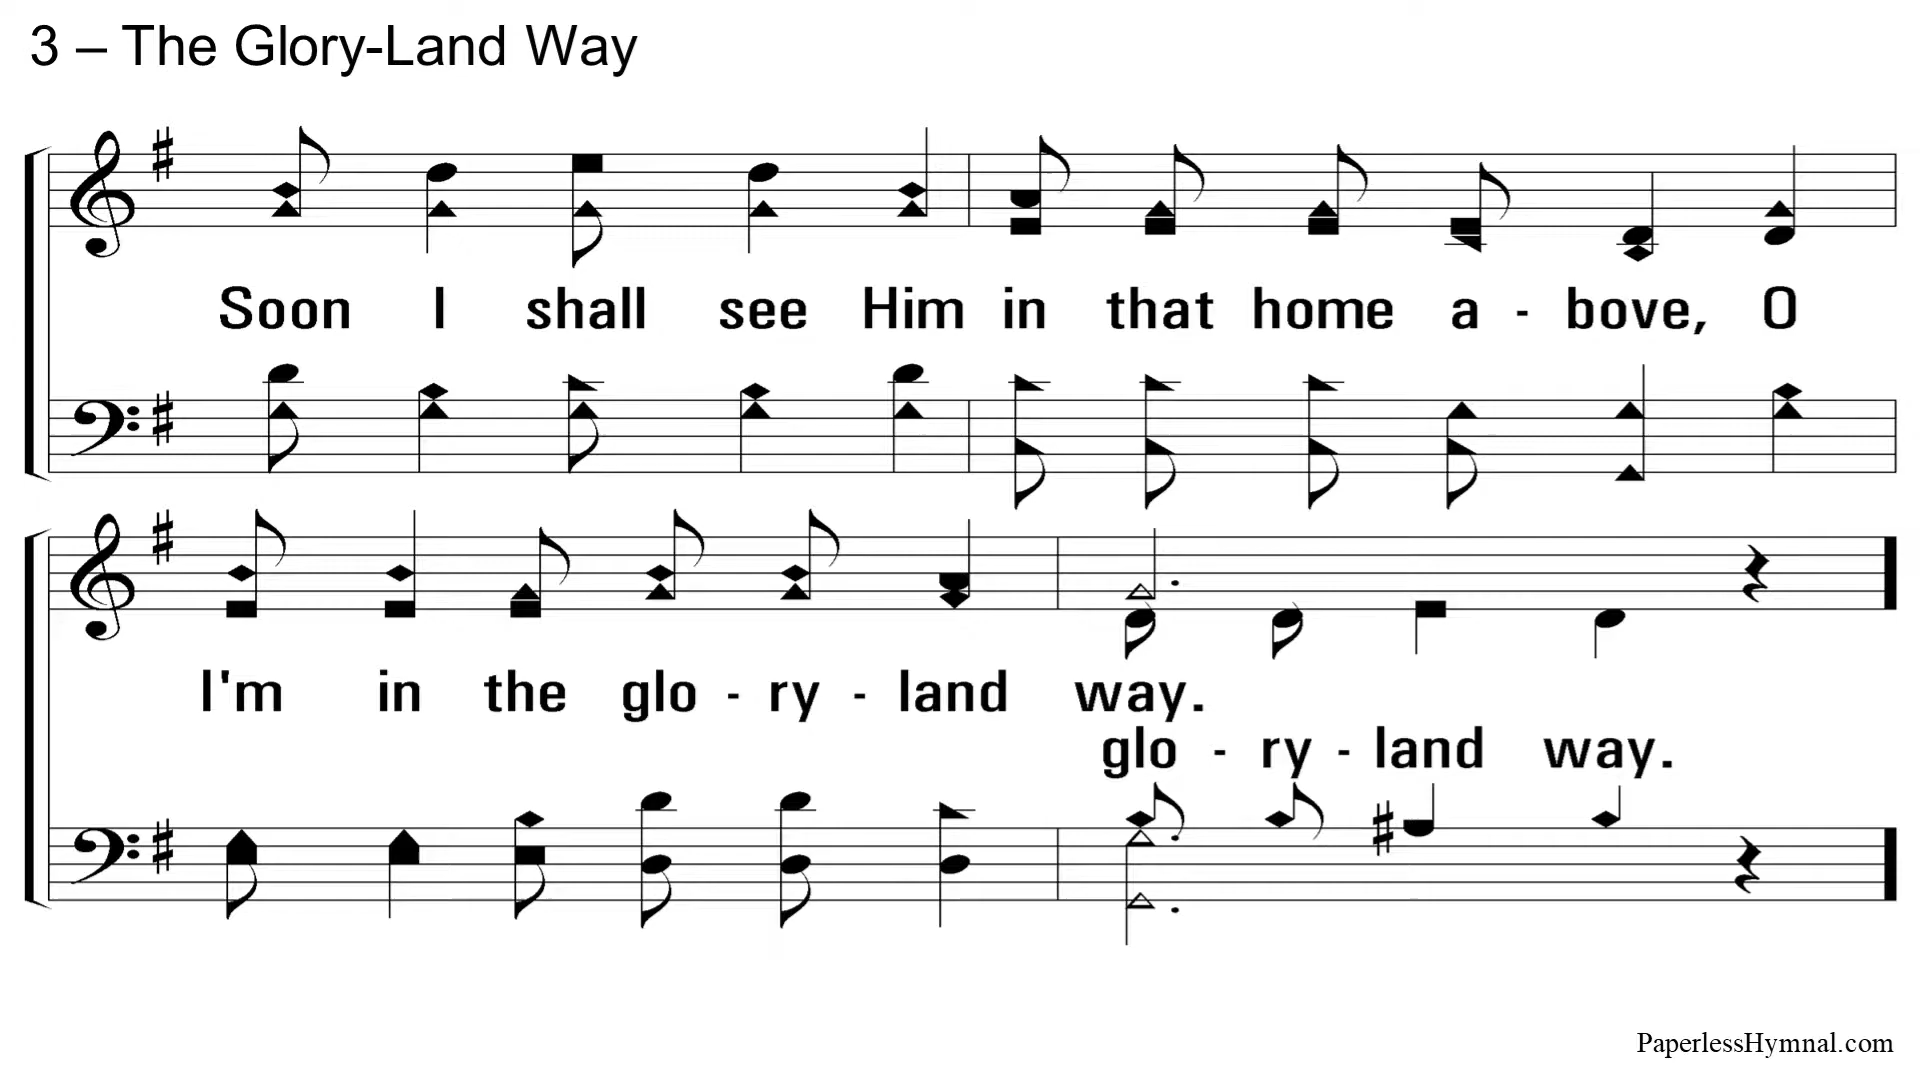 3 – The Glory-Land Way
Soon I shall see Him in that home a - bove, O
I'm in the glo - ry - land way.
glo - ry - land way.
PaperlessHymnal.com